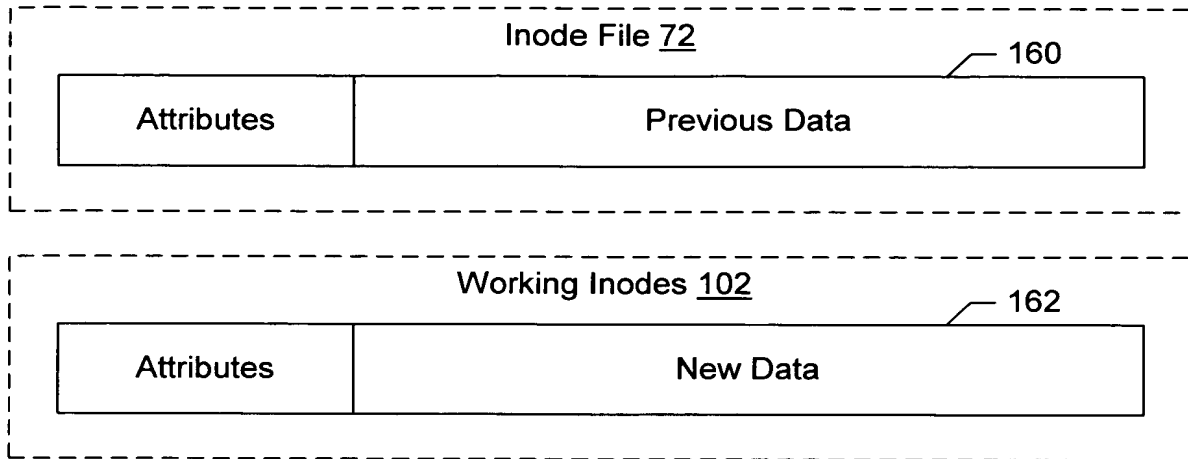 Inode File 72
160
Attributes
Previous Data
Working Inodes 102
162
Attributes
New Data